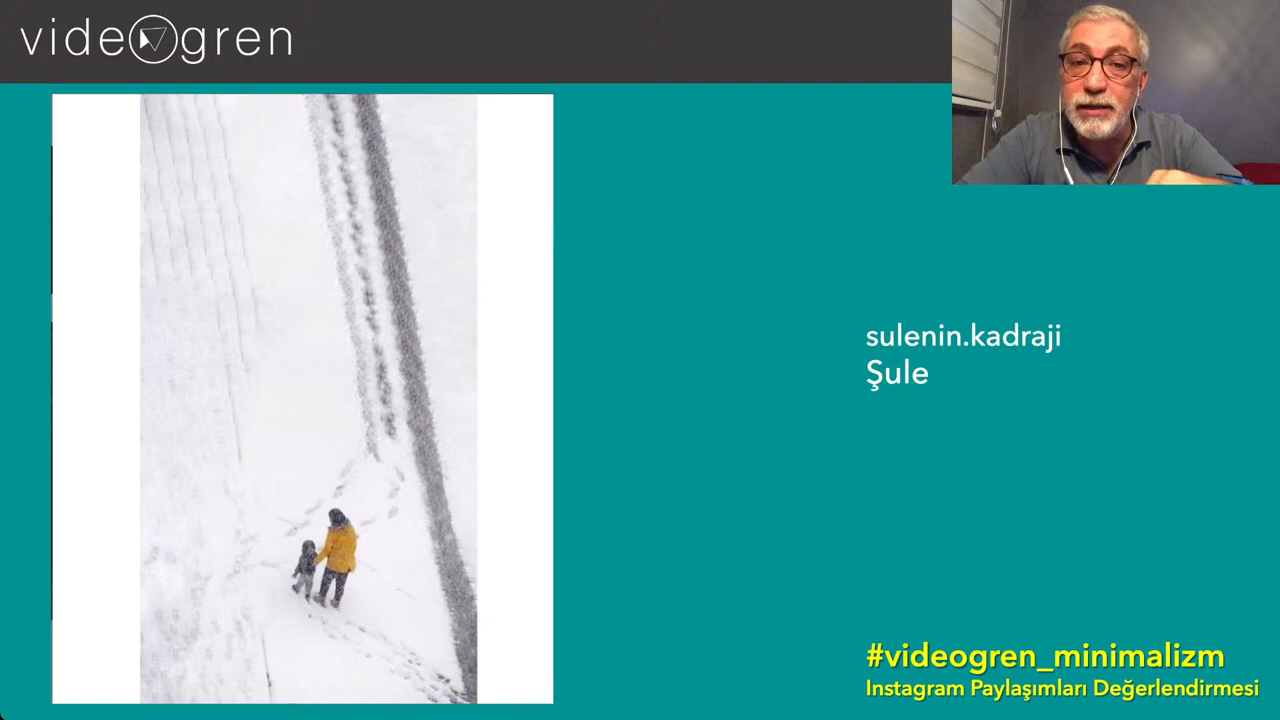 videogren
sulenin.kadraji
Şule
#videogren_minimalizm
Instagram Paylaşımları Değerlendirmesi